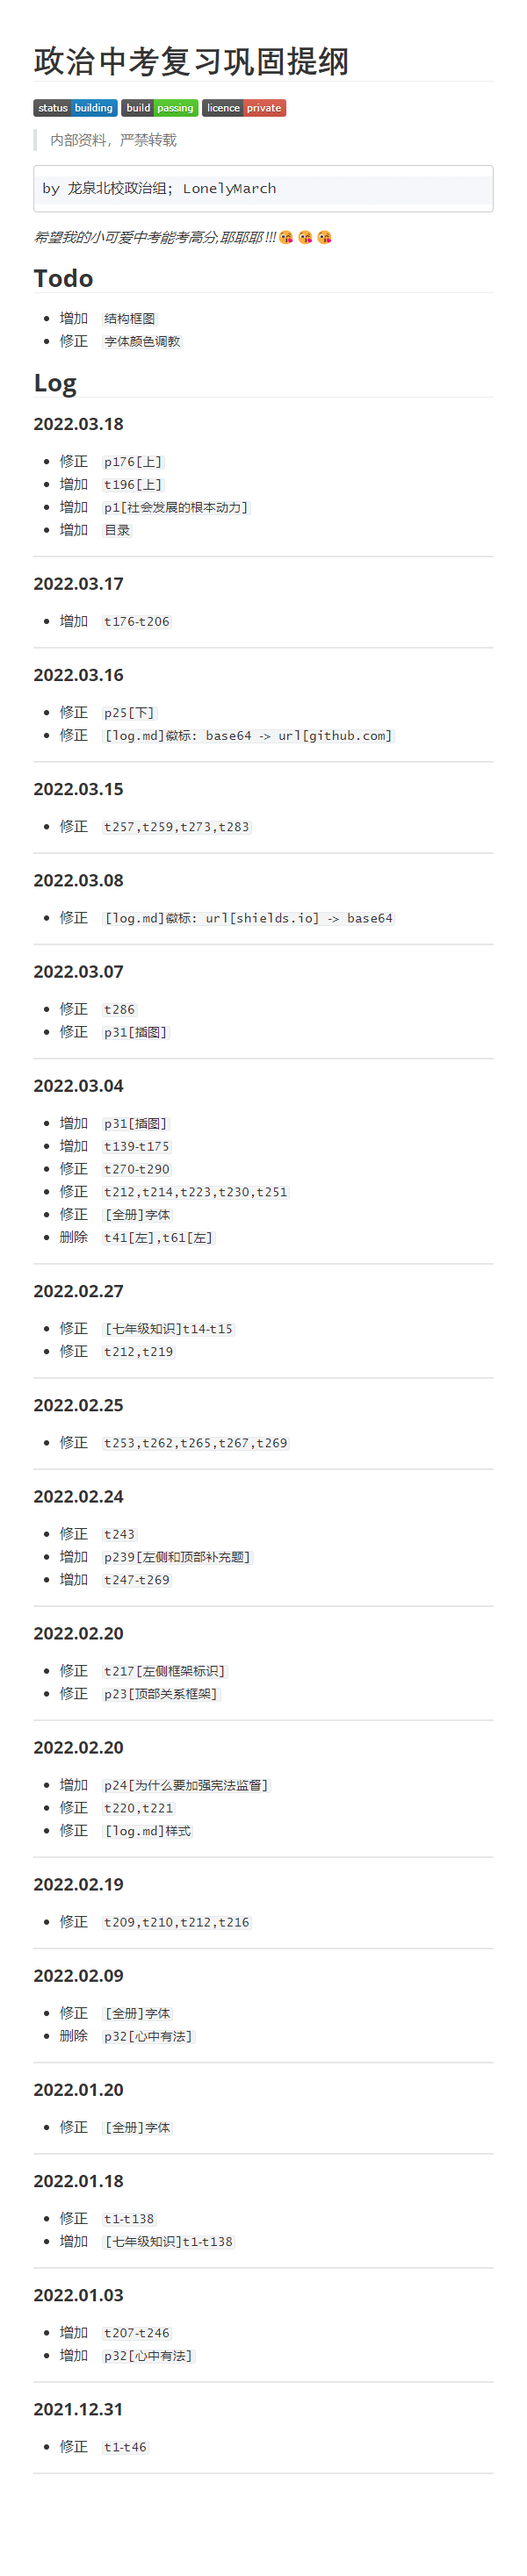 政治中考复习巩固提纲
status building build passing licence private
内部资料，严禁转载
by 龙泉北校政治组; LonelyMarch
希望我的小可爱中考能考高分,耶耶耶!!!😘 😘 😘
Todo
增加 结构框图
修正 字体颜色调教
Log
2022.03.18
修正 p176[上]
增加 t196[上]
增加 p1[社会发展的根本动力]
增加 目录
2022.03.17
增加 t176-t206
2022.03.16
修正 p25[下]
修正 [log.md]徽标: base64 -> url[github.com]
2022.03.15
修正 t257,t259,t273,t283
2022.03.08
修正 [log.md]徽标: url[shields.io] -> base64
2022.03.07
修正 t286
修正 p31[插图]
2022.03.04
增加 p31[插图]
增加 t139-t175
修正 t270-t290
修正 t212,t214,t223,t230,t251
修正 [全册]字体
删除 t41[左],t61[左]
2022.02.27
修正 [七年级知识]t14-t15
修正 t212,t219
2022.02.25
修正 t253,t262,t265,t267,t269
2022.02.24
修正 t243
增加 p239[左侧和顶部补充题]
增加 t247-t269
2022.02.20
修正 t217[左侧框架标识]
修正 p23[顶部关系框架]
2022.02.20
增加 p24[为什么要加强宪法监督]
修正 t220,t221
修正 [log.md]样式
2022.02.19
修正 t209,t210,t212,t216
2022.02.09
修正 [全册]字体
删除 p32[心中有法]
2022.01.20
修正 [全册]字体
2022.01.18
修正 t1-t138
增加 [七年级知识]t1-t138
2022.01.03
增加 t207-t246
增加 p32[心中有法]
2021.12.31
修正 t1-t46